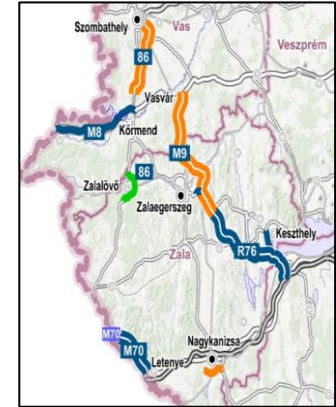 Szombathely
Vas
Veszprém
86
Vasvár
M8
Körmend
M9
86
Zalalövő
Zalaegerszeg
Keszthely
R76
Zala
M70
M70
Nagykanizsa
Letenye